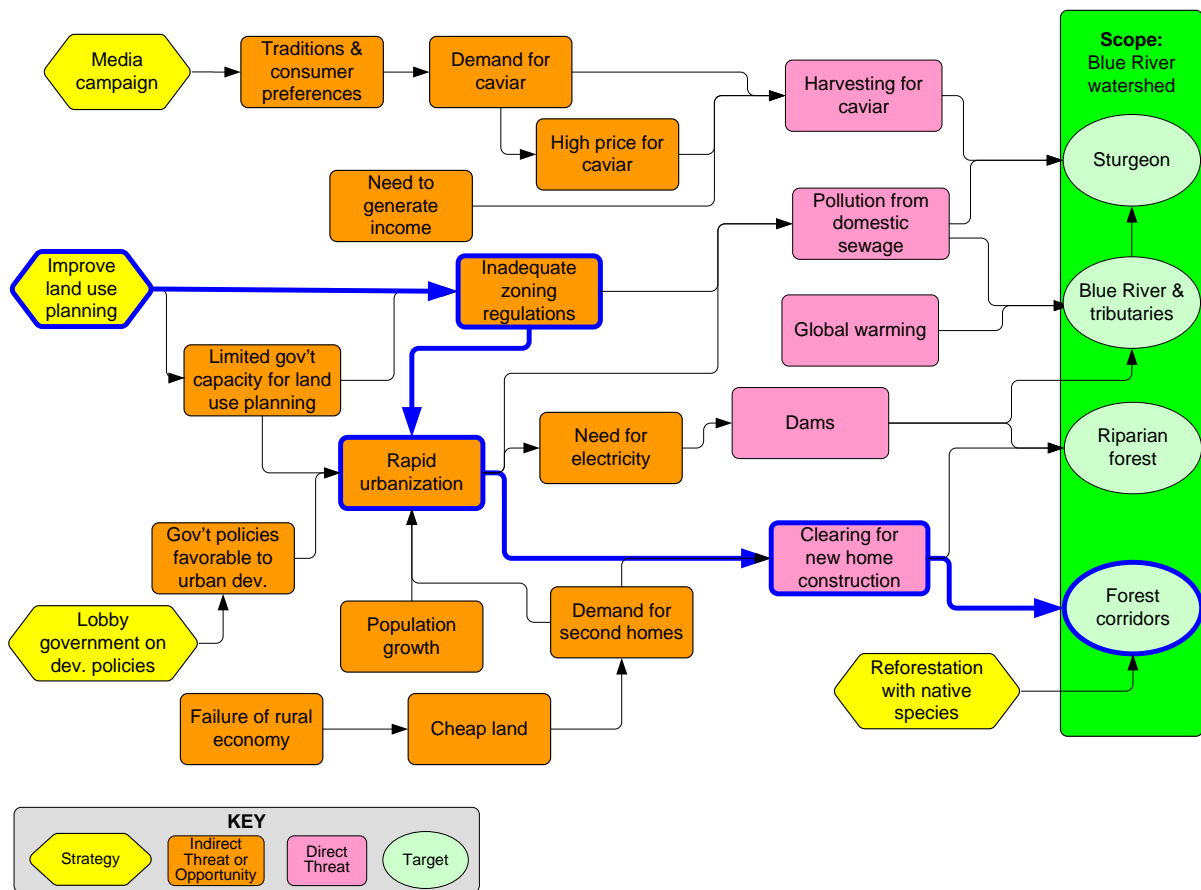 Media
campaign
Traditions &
consumer
preferences
Demand for
caviar
High price for
caviar
Need to
generate
income
Harvesting for
caviar
Scope:
Blue River
watershed
Sturgeon
Improve
land use
planning
Inadequate
zoning
regulations
Pollution from
domestic
sewage
Blue River &
tributaries
Global warming
Limited gov't
capacity for land
use planning
Rapid
urbanization
Need for
electricity
Dams
Riparian
forest
Gov't policies
favorable to
urban dev.
Clearing for
new home
construction
Forest
corridors
Lobby
government on
dev. policies
Population
growth
Demand for
second homes
Reforestation
with native
species
Failure of rural
economy
Cheap land
KEY
Strategy
Indirect
Threat or
Opportunity
Direct
Threat
Target